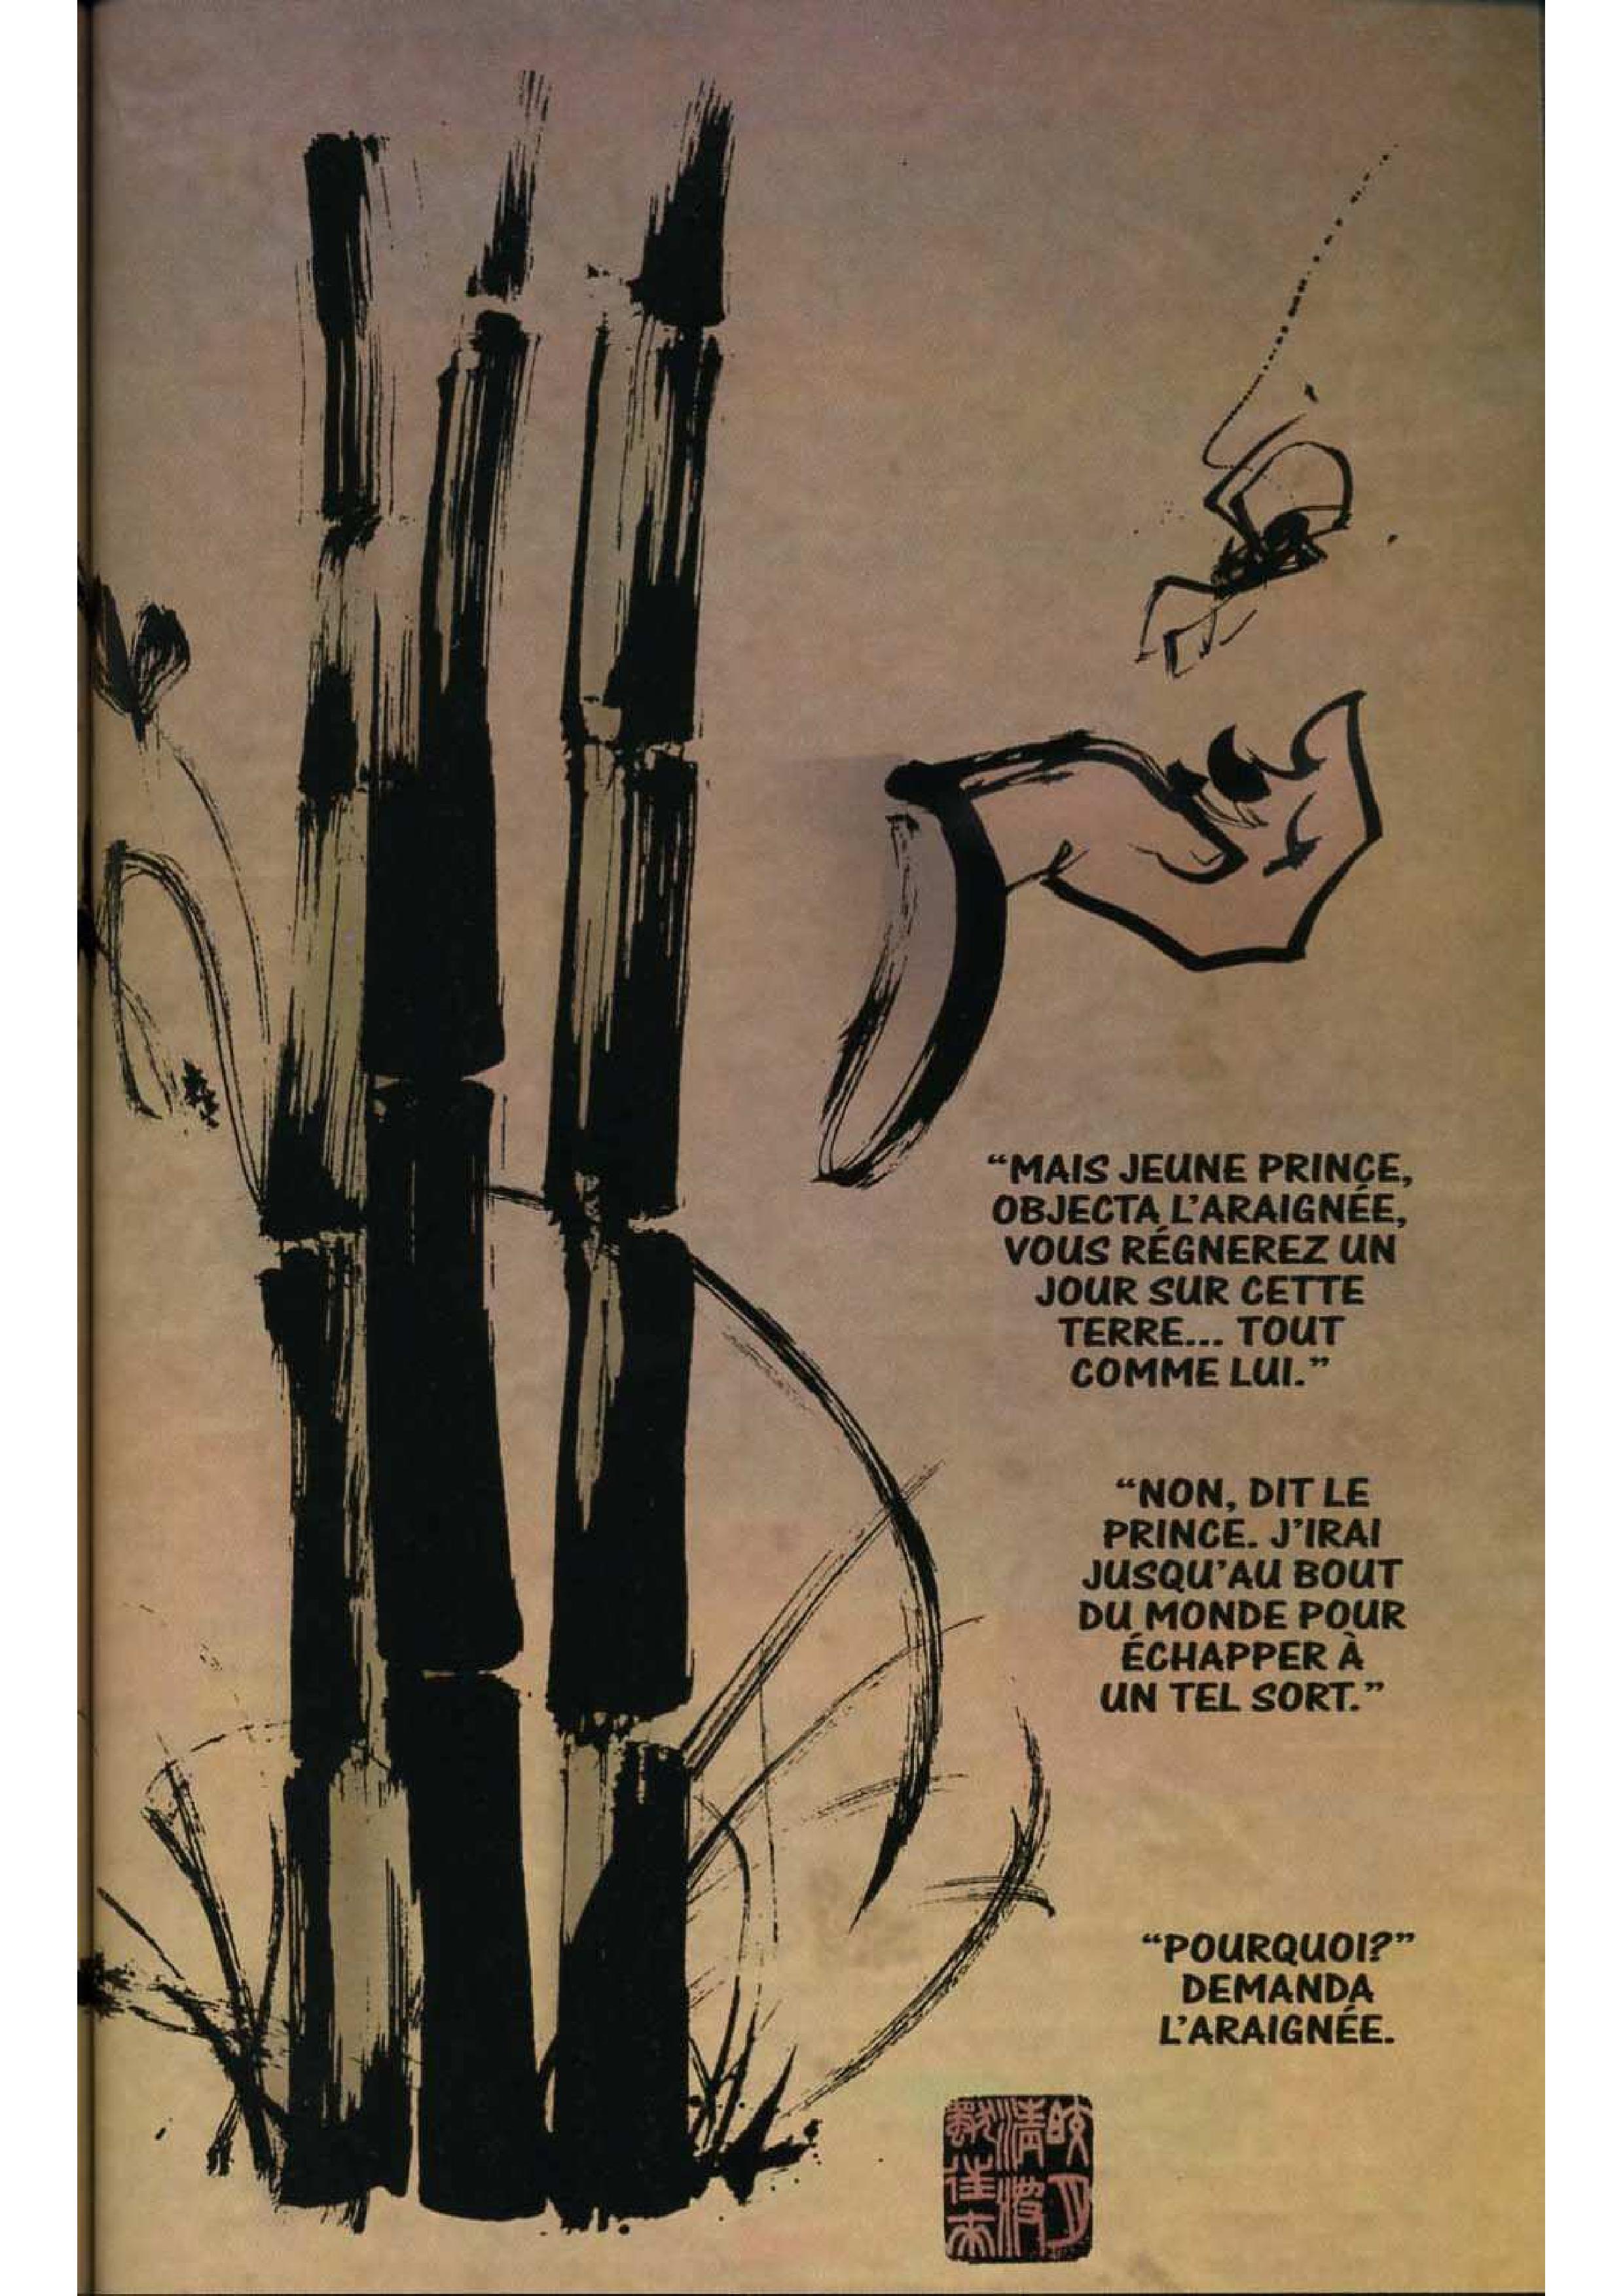 “MAIS JEUNE PRINCE,
OBJECTA L’ARAIGNÉE,
VOUS RÉGNEREZ UN
JOUR SUR CETTE
TERRE... TOUT
COMME LUI.”
“NON, DIT LE
PRINCE. J’IRAI
JUSQU’AU BOUT
DU MONDE POUR
ÉCHAPPER À
UN TEL SORT.”
“POURQUOI?”
DEMANDA
L’ARAIGNÉE.